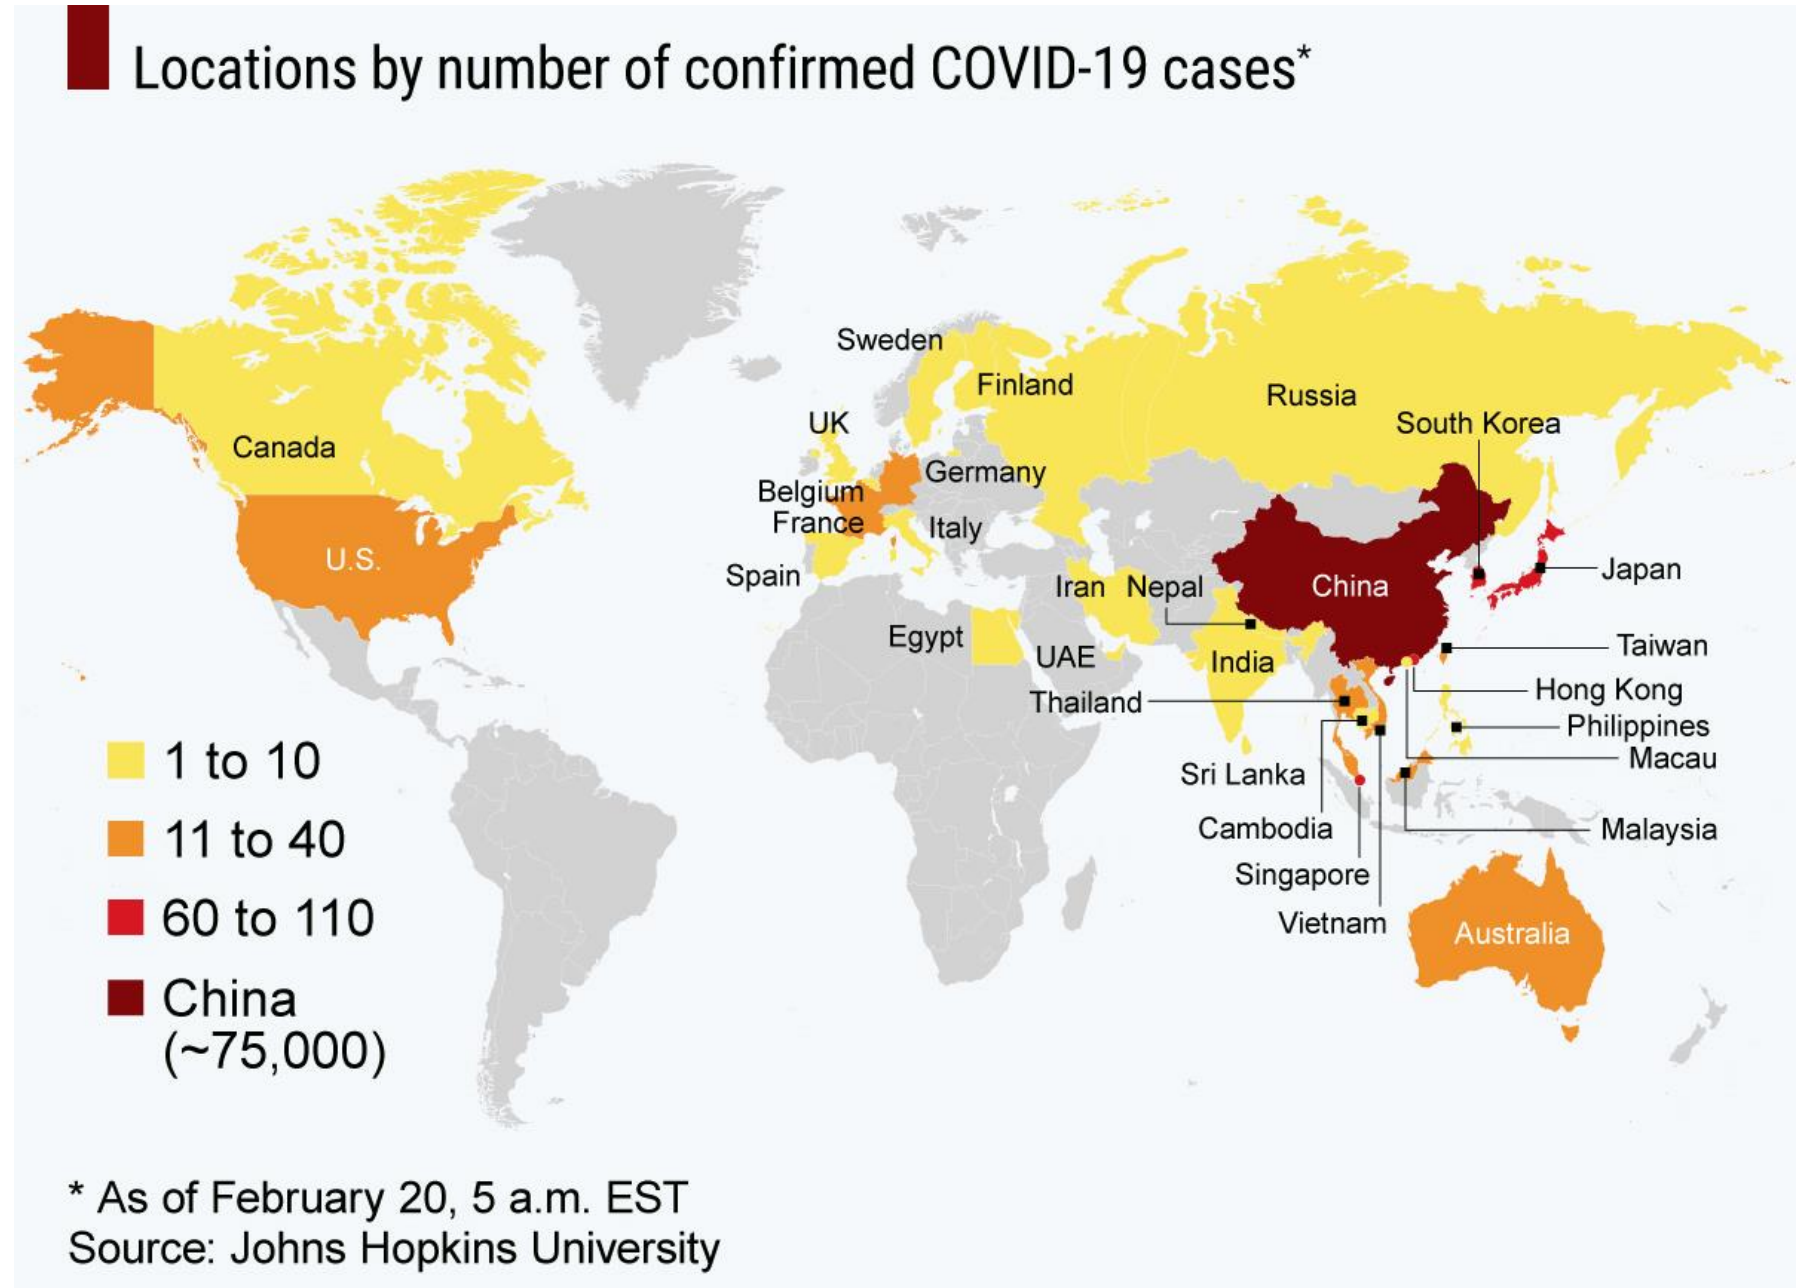 Locations by number of confirmed COVID-19 cases*
Sweden
Finland
Russia
UK
South Korea
Canada
Germany
Belgium
France
Italy
U.S.
Spain
Iran
Nepal
China
Japan
Egypt
UAE
India
Taiwan
Thailand
Hong Kong
Philippines
Macau
Sri Lanka
Cambodia
Malaysia
Singapore
Vietnam
Australia
1 to 10
11 to 40
60 to 110
China
(~75,000)
* As of February 20, 5 a.m. EST
Source: Johns Hopkins University